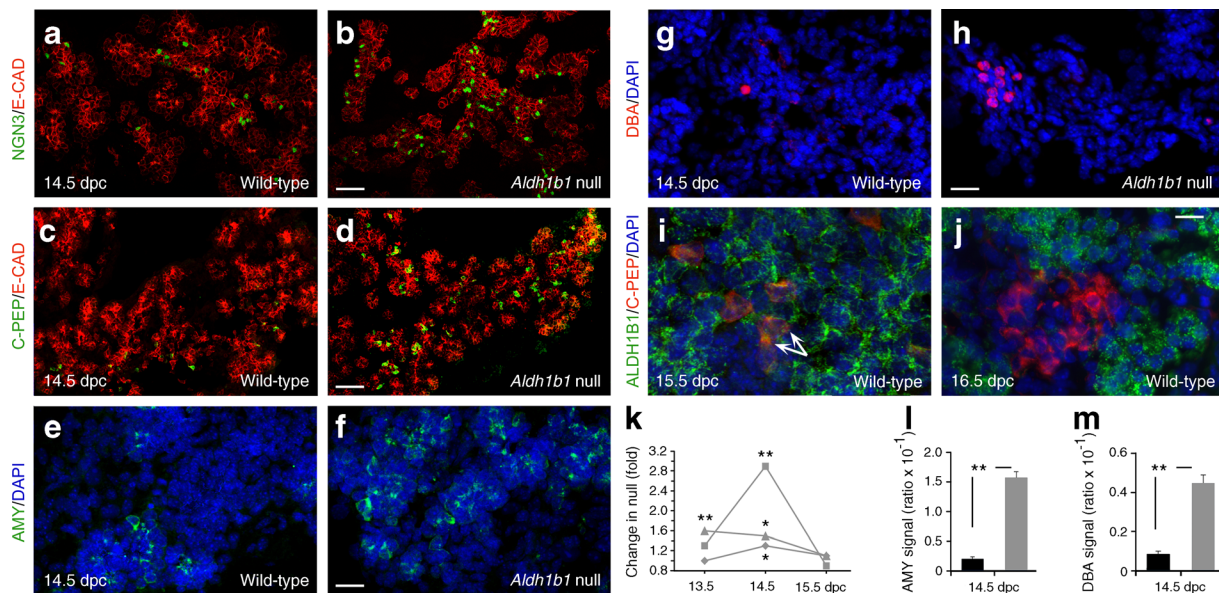 a
NGN3/E-CAD
14.5 dpc
Wild-type
b
Aldh1b1 null
c
C-PEP/E-CAD
14.5 dpc
Wild-type
d
Aldh1b1 null
e
AMY/DAPI
14.5 dpc
Wild-type
f
Aldh1b1 null
g
DBA/DAPI
14.5 dpc
Wild-type
h
Aldh1b1 null
i
ALDH1B1/C-PEP/DAPI
15.5 dpc
Wild-type
j
16.5 dpc
Wild-type
k
Change in null (fold)
3.2
2.8
2.4
2.0
1.6
1.2
0.8
**
**
*
*
13.5
14.5
15.5 dpc
l
AMY signal (ratio x 10⁻¹)
2.0
1.5
1.0
0.5
0
**
14.5 dpc
m
DBA signal (ratio x 10⁻¹)
0.6
0.4
0.2
0
**
14.5 dpc